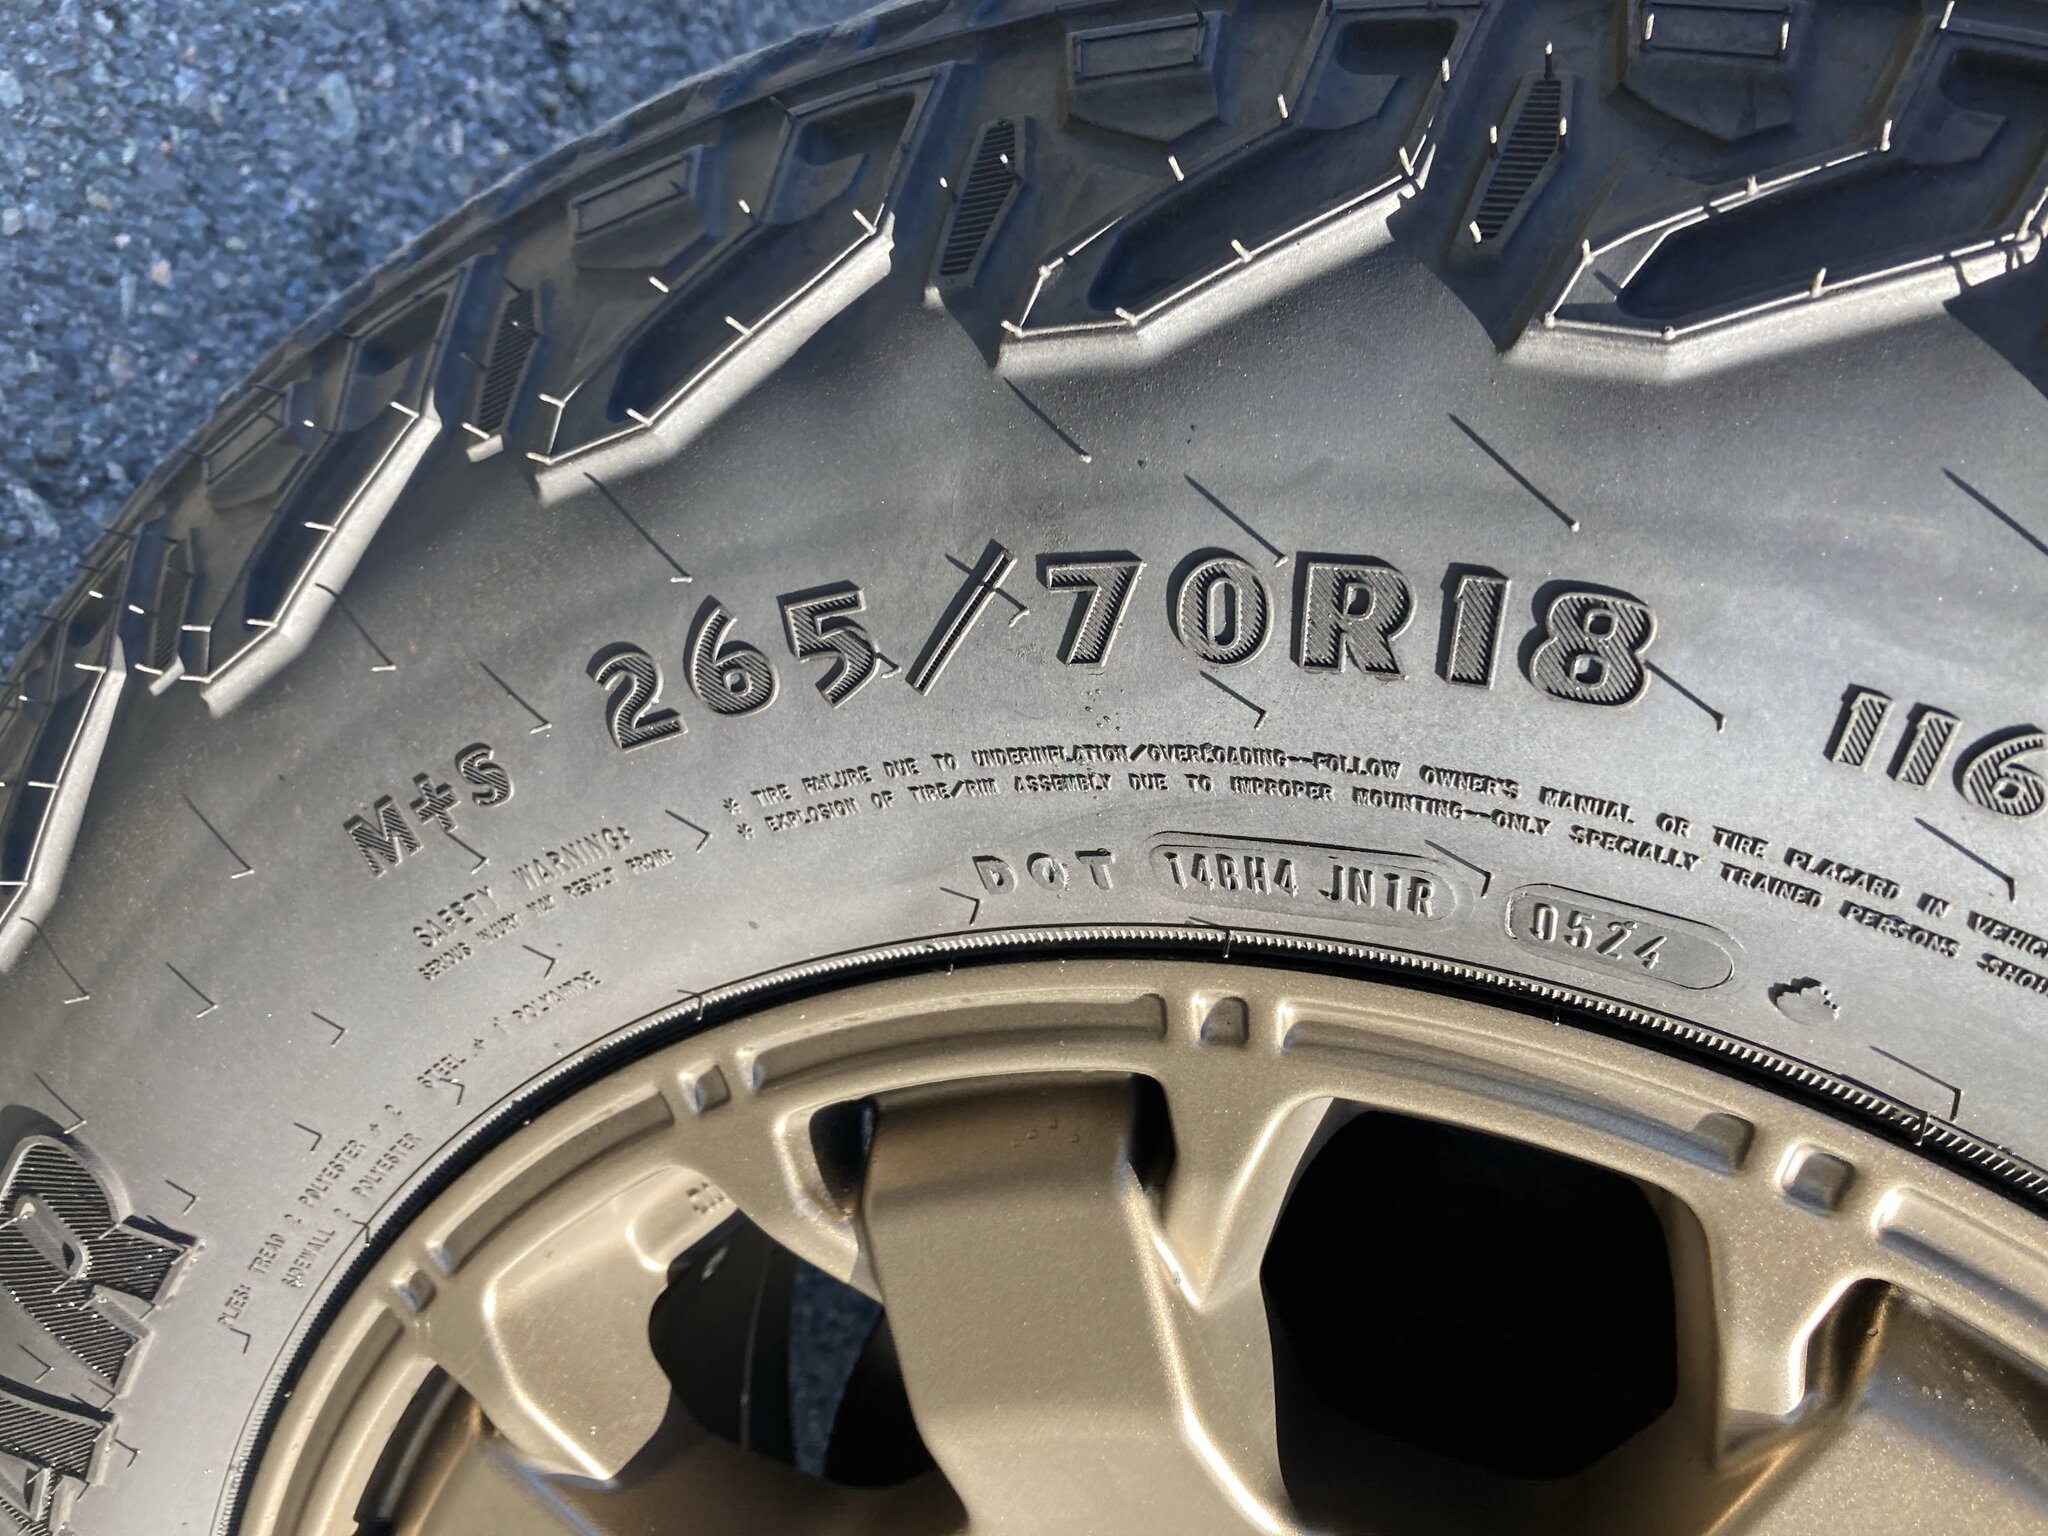 265/70R18
116
M+S
SAFETY WARNING:
SERIOUS INJURY MAY RESULT FROM:
* TIRE FAILURE DUE TO UNDERINFLATION/OVERLOADING--FOLLOW OWNER'S MANUAL OR TIRE PLACARD IN VEHIC
* EXPLOSION OF TIRE/RIM ASSEMBLY DUE TO IMPROPER MOUNTING--ONLY SPECIALLY TRAINED PERSONS SHOU
DOT 14BH4 JN1R 0524
PLIES: TREAD 2 POLYESTER + 2 STEEL + 1 POLYAMIDE
SIDEWALL 2 POLYESTER